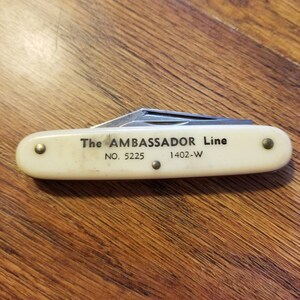 The AMBASSADOR Line
NO. 5225 1402-W